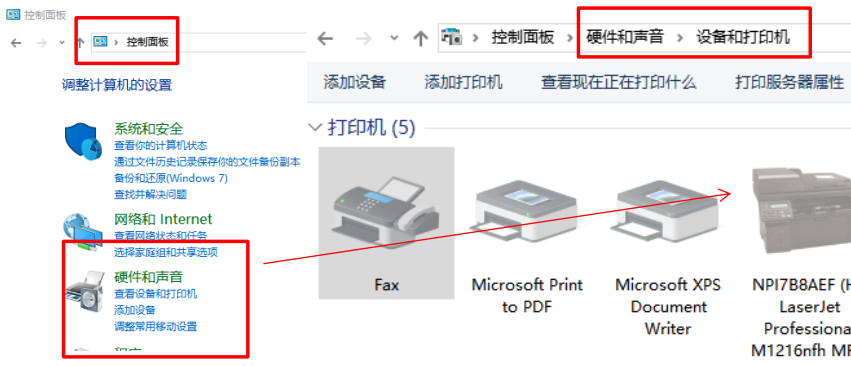 控制面板
控制面板
调整计算机的设置
系统和安全
查看你的计算机状态
通过文件历史记录保存你的文件备份副本
备份和还原(Windows 7)
查找并解决问题
网络和 Internet
查看网络状态和任务
选择家庭组和共享选项
硬件和声音
查看设备和打印机
添加设备
调整常用移动设置
控制面板 > 硬件和声音 > 设备和打印机
添加设备 添加打印机 查看现在正在打印什么 打印服务器属性
打印机 (5)
Fax
Microsoft Print
to PDF
Microsoft XPS
Document
Writer
NPI7B8AEF (H
LaserJet
Professiona
M1216nfh MF